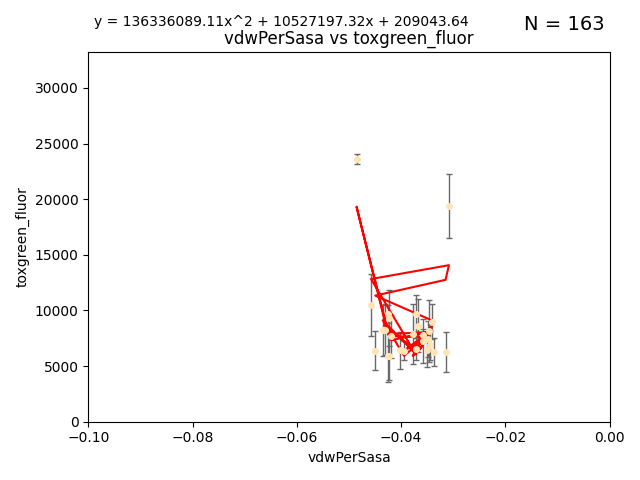 y = 136336089.11x^2 + 10527197.32x + 209043.64
N = 163
vdwPerSasa vs toxgreen_fluor
30000
25000
20000
15000
10000
5000
0
toxgreen_fluor
−0.10 −0.08 −0.06 −0.04 −0.02 0.00
vdwPerSasa